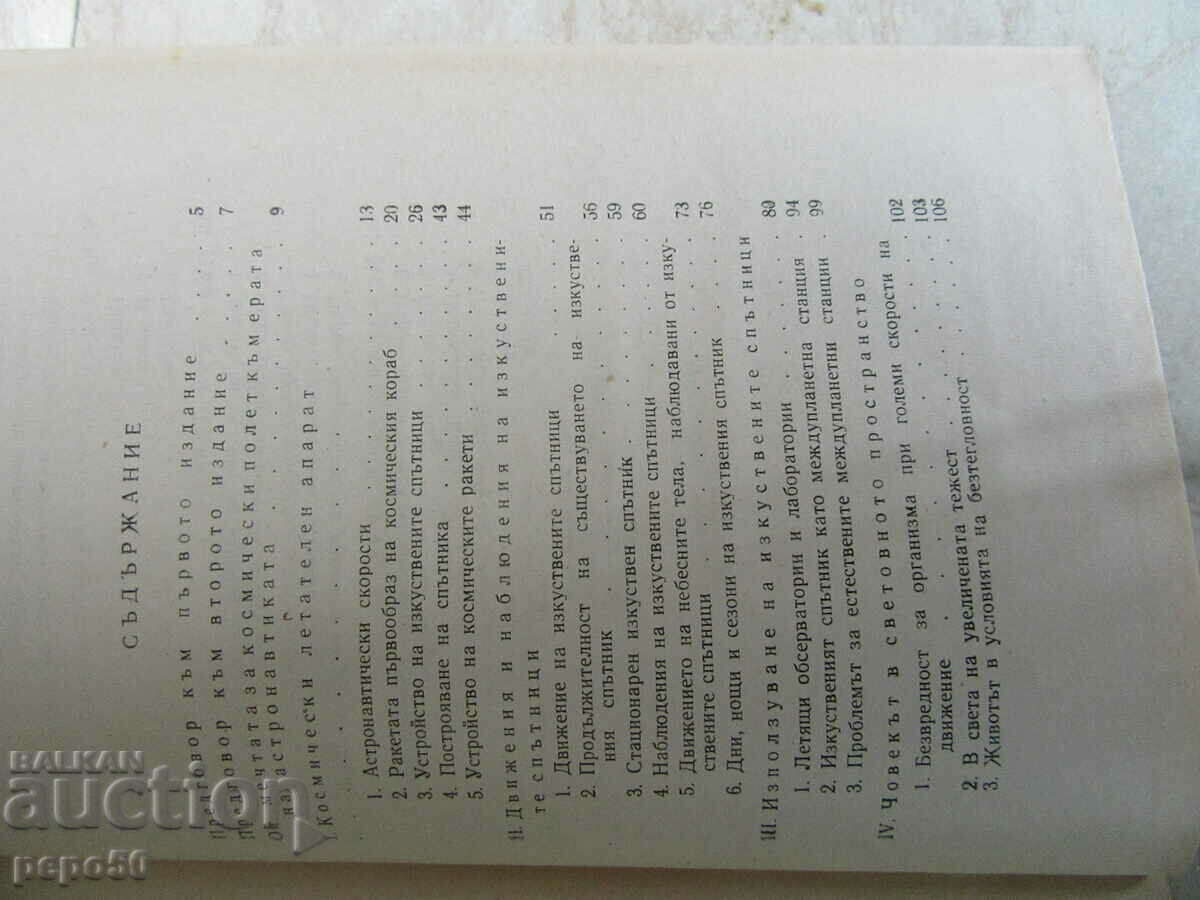 СЪДЪРЖАНИЕ
Предговор към първото издание . . . . 5
Предговор към второто издание . . . . 7
От мечтата за космически полет към мерата
на астронавтиката . . . . . . . 9
I. Космически летателен апарат
1. Астронавтически скорости . . . . . . 13
2. Ракетата първообраз на космическия кораб . . . 20
3. Устройство на изкуствените спътници . . . 26
4. Построяване на спътника . . . . . . 43
5. Устройство на космическите ракети . . . . 44
II. Движения и наблюдения на изкуствени-
те спътници
1. Движение на изкуствените спътници . . . . 51
2. Продължителност на съществуването на изкустве-
ния спътник . . . . . . . . 56
3. Стационарен изкуствен спътник . . . . . 59
4. Наблюдения на изкуствените спътници . . . . 60
5. Движението на небесните тела, наблюдавани от изку-
ствените спътници . . . . . . . 73
6. Дни, нощи и сезони на изкуствения спътник . . . 76
III. Използуване на изкуствените спътници
1. Летящи обсерватории и лаборатории . . . . 80
2. Изкуственият спътник като междупланетна станция . 94
3. Проблемът за естествените междупланетни станции . 99
IV. Човекът в световното пространство
1. Безвредност за организма при големи скорости на
движение . . . . . . . . 102
2. В света на увеличената тежест . . . . . 103
3. Животът в условията на безтегловност . . . . 106
BALKAN
auction
pepo50